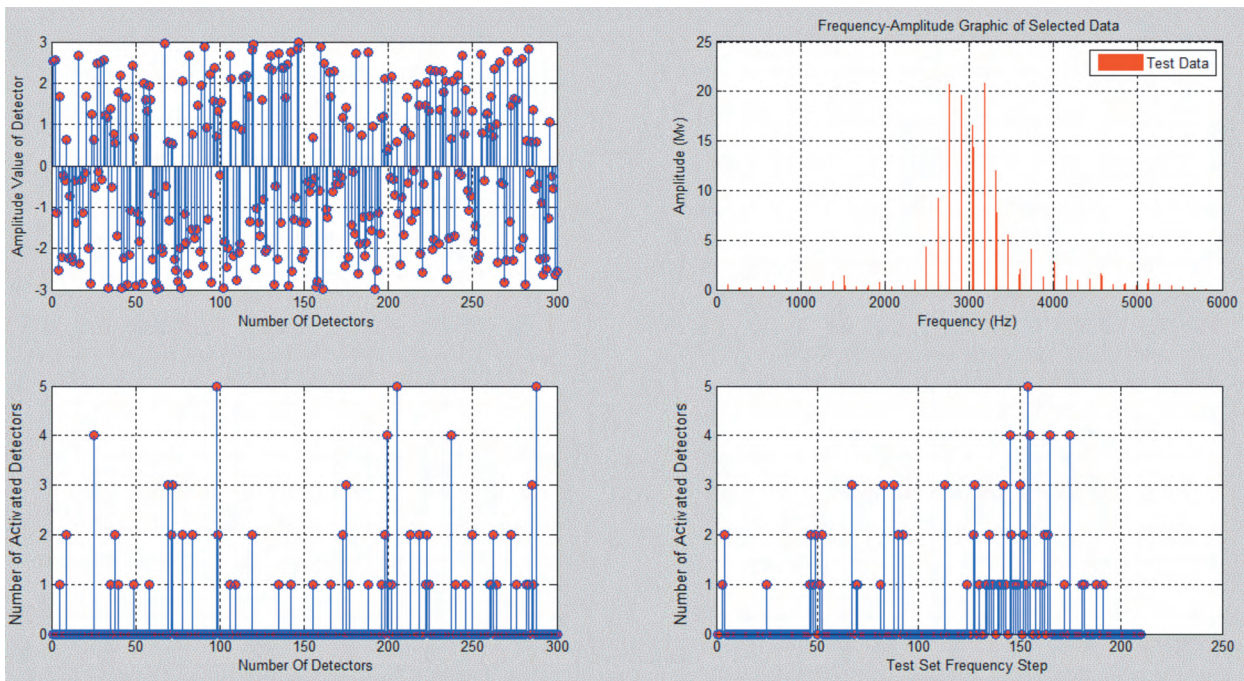 3
2
1
0
-1
-2
-3
Amplitude Value of Detector
0 50 100 150 200 250 300
Number Of Detectors
Frequency-Amplitude Graphic of Selected Data
25
20
15
10
5
0
Amplitude (Mv)
Test Data
0 1000 2000 3000 4000 5000 6000
Frequency (Hz)
5
4
3
2
1
0
Number of Activated Detectors
0 50 100 150 200 250 300
Number Of Detectors
5
4
3
2
1
0
Number of Activated Detectors
0 50 100 150 200 250
Test Set Frequency Step